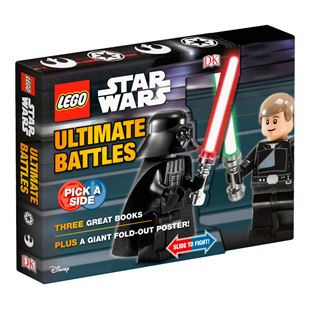 LEGO
STAR
WARS
DK
ULTIMATE
BATTLES
PICK A
SIDE
THREE GREAT BOOKS
PLUS A GIANT FOLD-OUT POSTER!
SLIDE TO FIGHT!
LEGO
STAR
WARS
ULTIMATE
BATTLES
DK
Disney